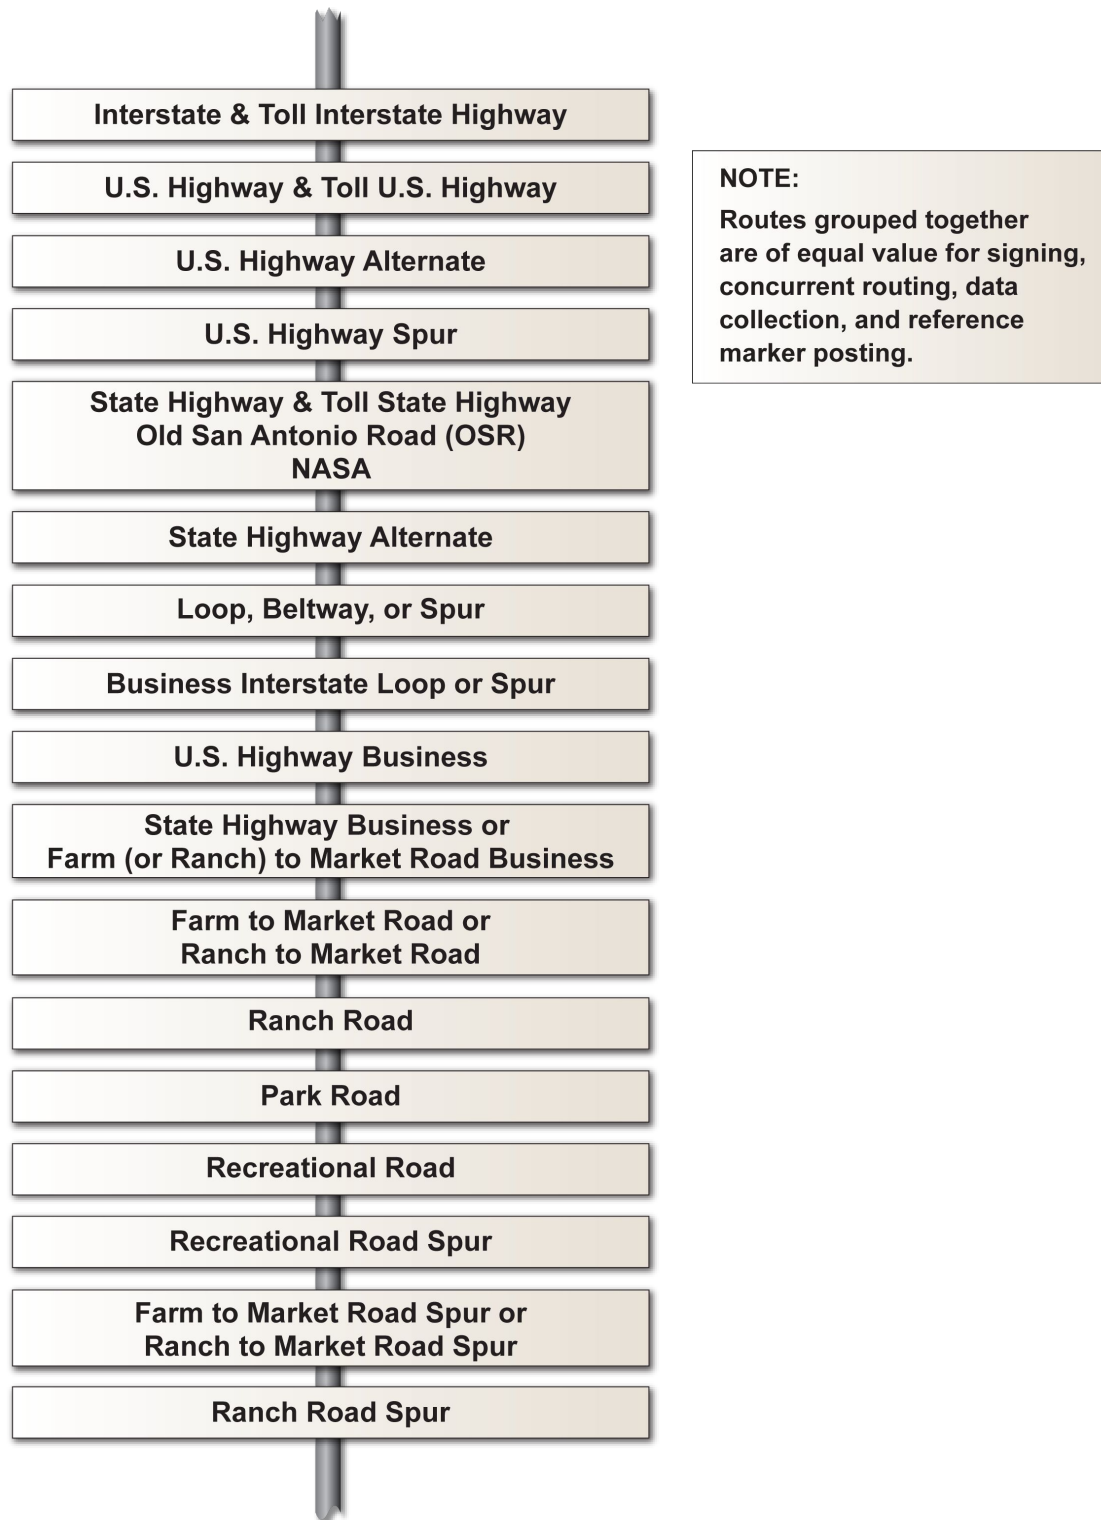 Interstate & Toll Interstate Highway
U.S. Highway & Toll U.S. Highway
U.S. Highway Alternate
U.S. Highway Spur
State Highway & Toll State Highway
Old San Antonio Road (OSR)
NASA
State Highway Alternate
Loop, Beltway, or Spur
Business Interstate Loop or Spur
U.S. Highway Business
State Highway Business or
Farm (or Ranch) to Market Road Business
Farm to Market Road or
Ranch to Market Road
Ranch Road
Park Road
Recreational Road
Recreational Road Spur
Farm to Market Road Spur or
Ranch to Market Road Spur
Ranch Road Spur
NOTE:
Routes grouped together
are of equal value for signing,
concurrent routing, data
collection, and reference
marker posting.